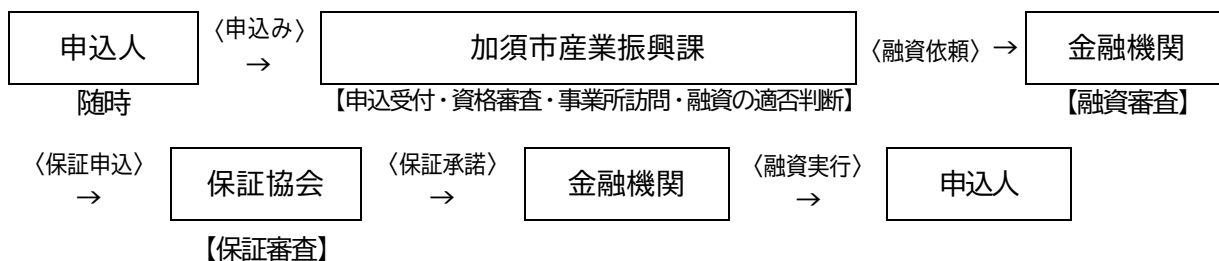 申込人 〈申込み〉→ 加須市産業振興課 〈融資依頼〉→ 金融機関
随時 【申込受付・資格審査・事業所訪問・融資の適否判断】 【融資審査】
〈保証申込〉→ 保証協会 〈保証承諾〉→ 金融機関 〈融資実行〉→ 申込人
【保証審査】